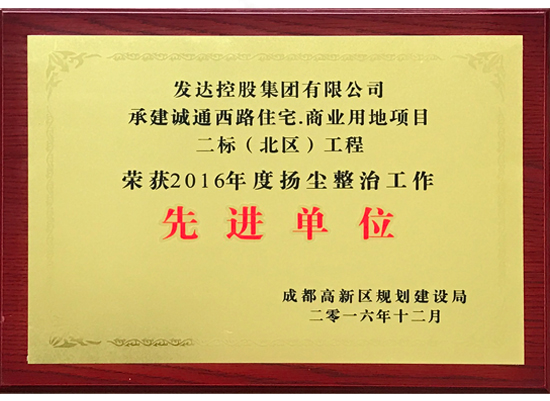 发达控股集团有限公司
承建诚通西路住宅.商业用地项目
二标（北区）工程
荣获2016年度扬尘整治工作
先进单位
成都高新区规划建设局
二零一六年十二月